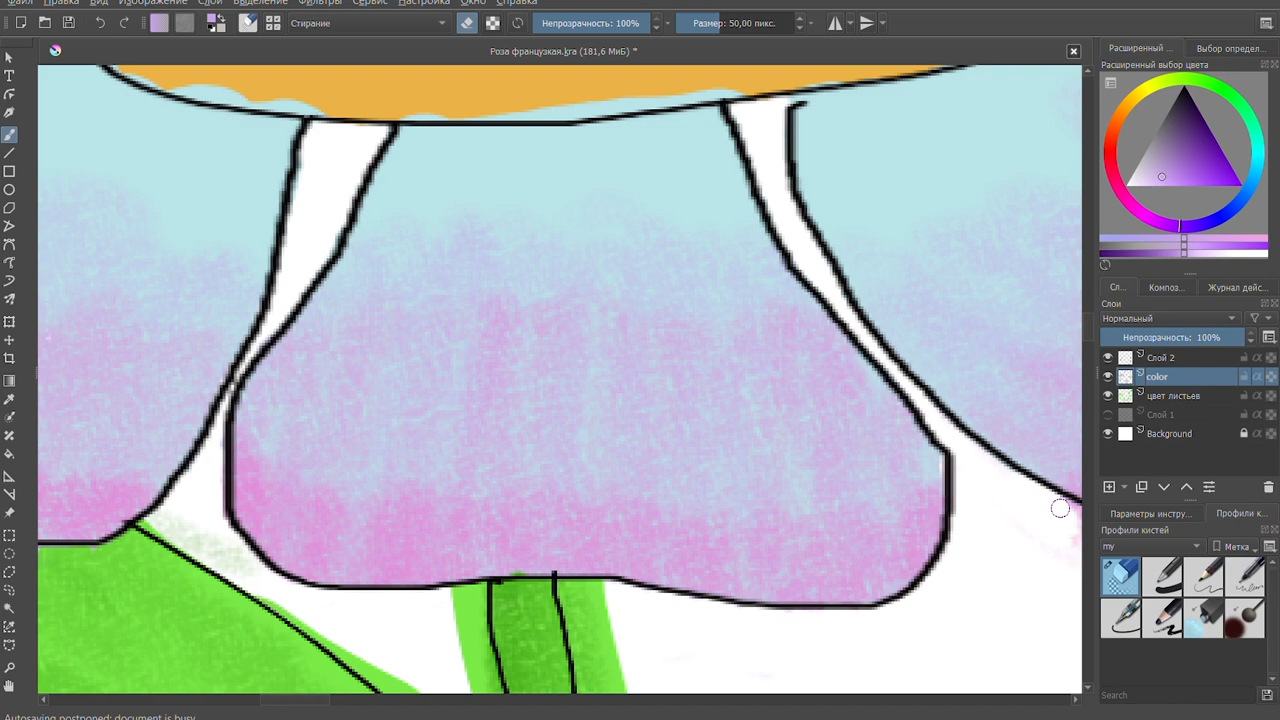 Файл Правка Вид Изображение Слой Выделение Фильтры Сервис Настройка Окно Справка
Стирание
Непрозрачность: 100%
Размер: 50,00 пикс.
Роза французкая.kra (181,6 МиБ) *
Расширенный ...
Выбор определ...
Расширенный выбор цвета
Сл...
Композ...
Журнал дейс...
Слои
Нормальный
Непрозрачность: 100%
Слой 2
color
цвет листьев
Слой 1
Background
Параметры инстру...
Профили к...
Профили кистей
my
Метка
Search
Autosaving postponed: document is busy...